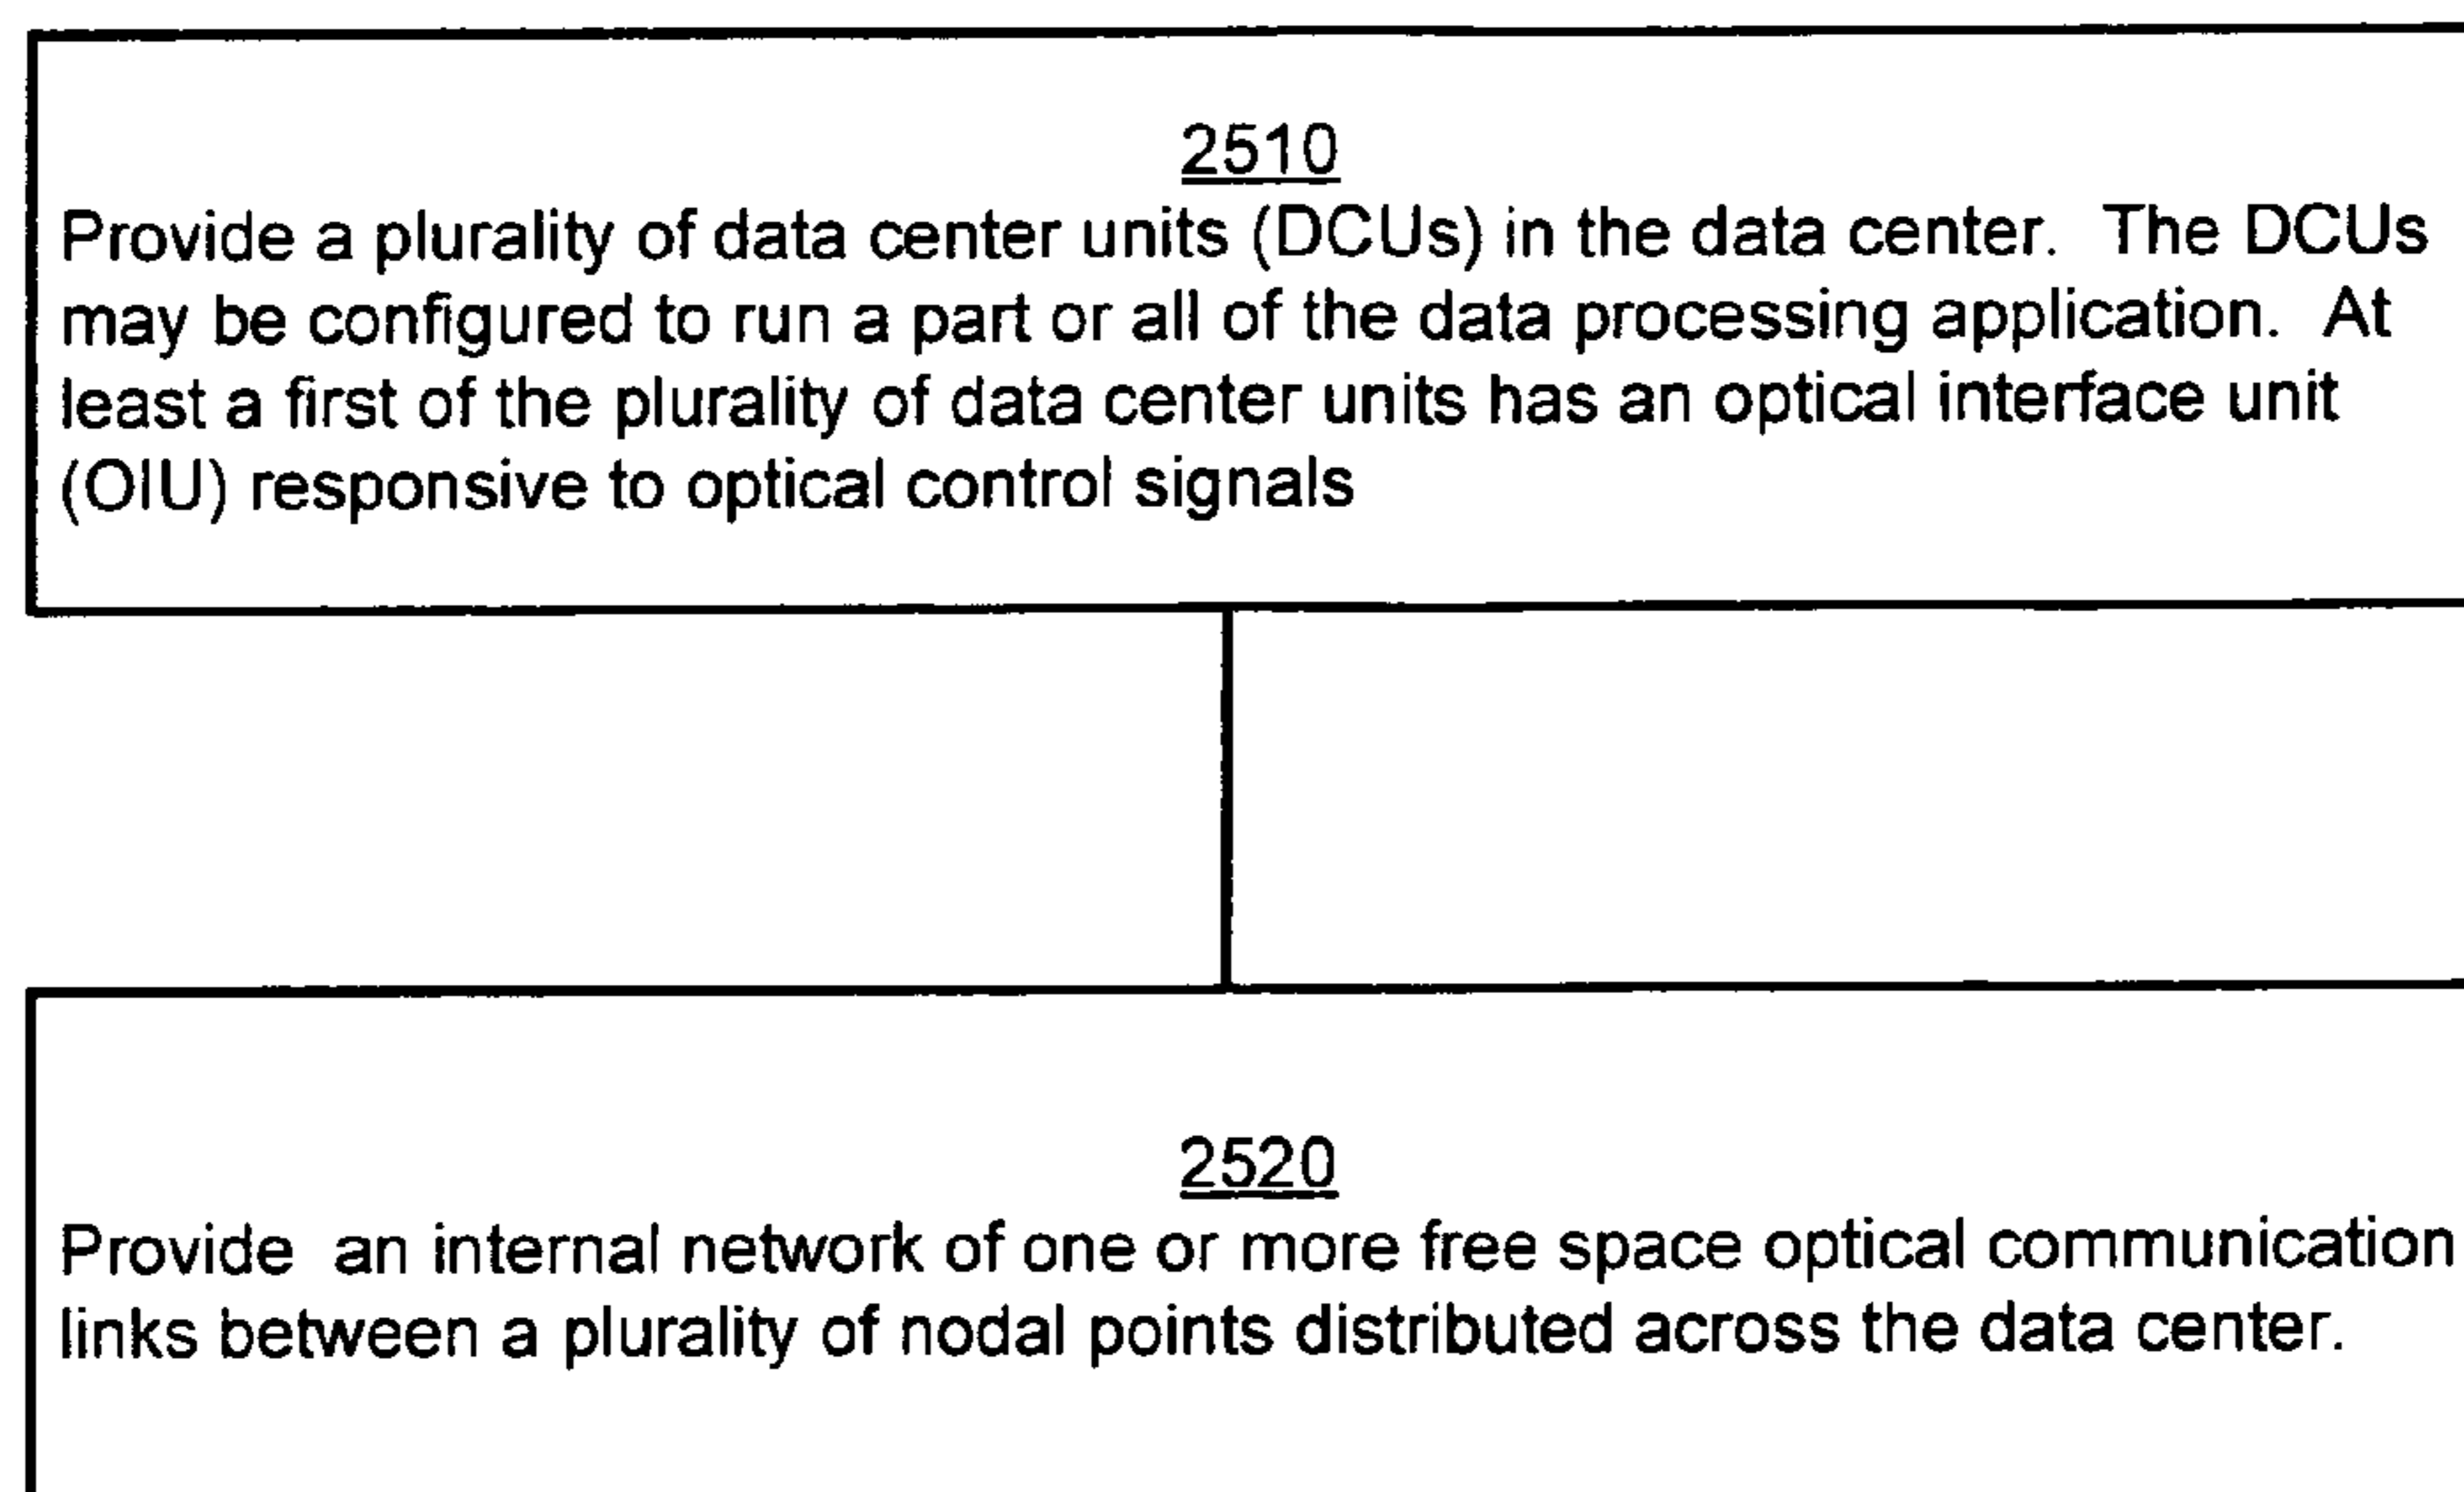 2510
Provide a plurality of data center units (DCUs) in the data center. The DCUs
may be configured to run a part or all of the data processing application. At
least a first of the plurality of data center units has an optical interface unit
(OIU) responsive to optical control signals
2520
Provide an internal network of one or more free space optical communication
links between a plurality of nodal points distributed across the data center.